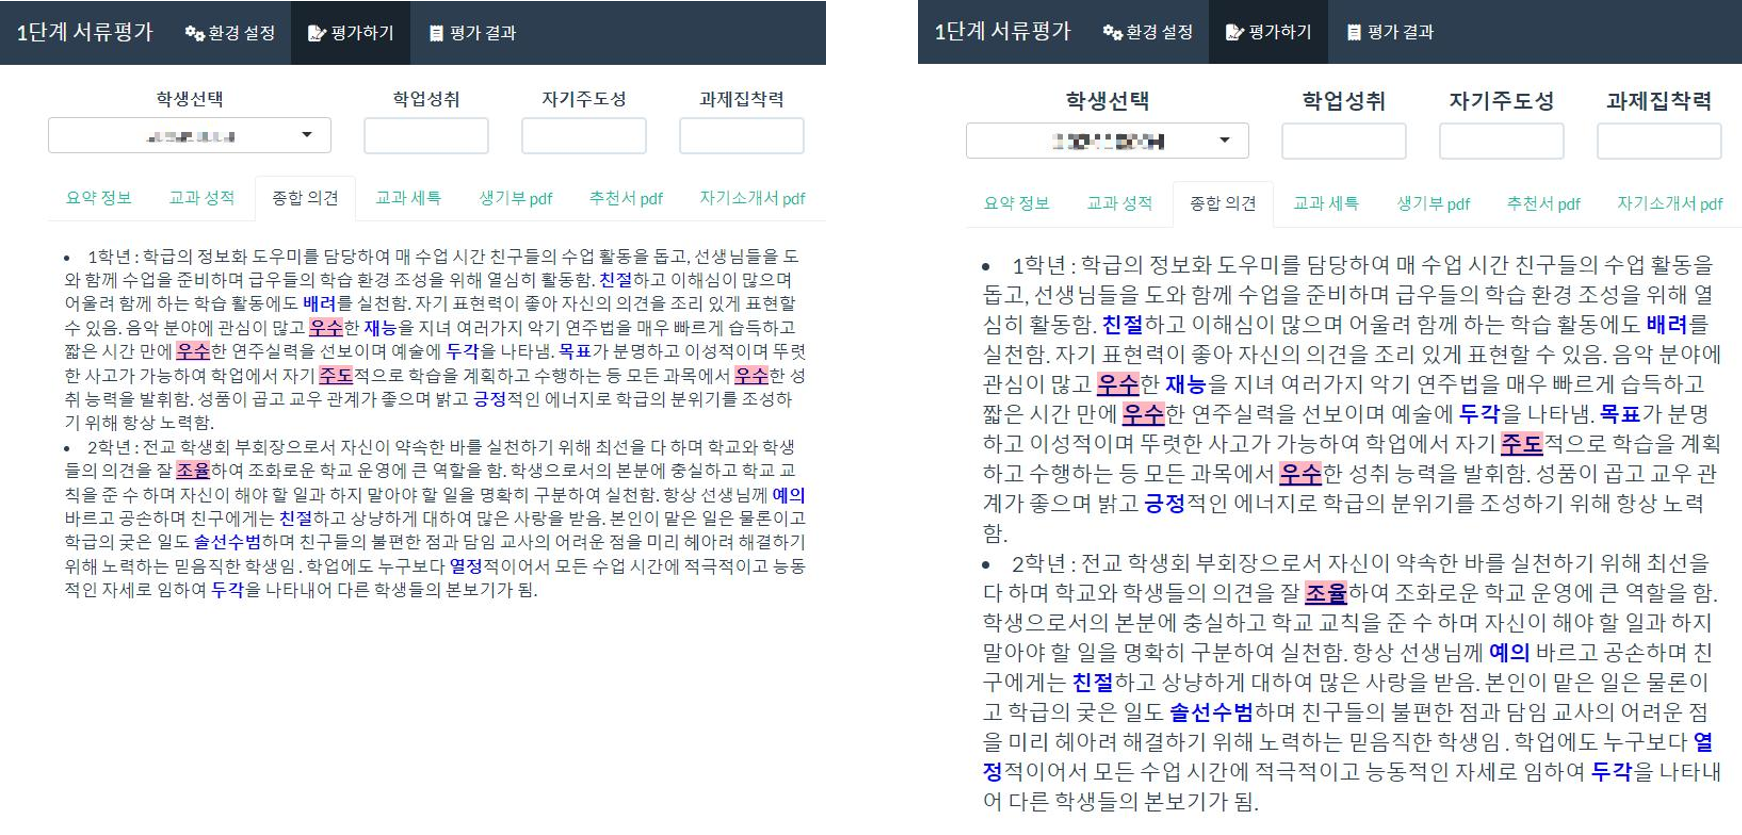 1단계 서류평가 환경 설정 평가하기 평가 결과
학생선택 학업성취 자기주도성 과제집착력
요약 정보 교과 성적 종합 의견 교과 세특 생기부 pdf 추천서 pdf 자기소개서 pdf
• 1학년 : 학급의 정보화 도우미를 담당하여 매 수업 시간 친구들의 수업 활동을 돕고, 선생님들을 도
와 함께 수업을 준비하며 급우들의 학습 환경 조성을 위해 열심히 활동함. 친절하고 이해심이 많으며
어울려 함께 하는 학습 활동에도 배려를 실천함. 자기 표현력이 좋아 자신의 의견을 조리 있게 표현할
수 있음. 음악 분야에 관심이 많고 우수한 재능을 지녀 여러가지 악기 연주법을 매우 빠르게 습득하고
짧은 시간 만에 우수한 연주실력을 선보이며 예술에 두각을 나타냄. 목표가 분명하고 이성적이며 뚜렷
한 사고가 가능하여 학업에서 자기 주도적으로 학습을 계획하고 수행하는 등 모든 과목에서 우수한 성
취 능력을 발휘함. 성품이 곱고 교우 관계가 좋으며 밝고 긍정적인 에너지로 학급의 분위기를 조성하
기 위해 항상 노력함.
• 2학년 : 전교 학생회 부회장으로서 자신이 약속한 바를 실천하기 위해 최선을 다 하며 학교와 학생
들의 의견을 잘 조율하여 조화로운 학교 운영에 큰 역할을 함. 학생으로서의 본분에 충실하고 학교 교
칙을 준 수 하며 자신이 해야 할 일과 하지 말아야 할 일을 명확히 구분하여 실천함. 항상 선생님께 예의
바르고 공손하며 친구에게는 친절하고 상냥하게 대하여 많은 사랑을 받음. 본인이 맡은 일은 물론이고
학급의 궂은 일도 솔선수범하며 친구들의 불편한 점과 담임 교사의 어려운 점을 미리 헤아려 해결하기
위해 노력하는 믿음직한 학생임 . 학업에도 누구보다 열정적이어서 모든 수업 시간에 적극적이고 능동
적인 자세로 임하여 두각을 나타내어 다른 학생들의 본보기가 됨.
1단계 서류평가 환경 설정 평가하기 평가 결과
학생선택 학업성취 자기주도성 과제집착력
요약 정보 교과 성적 종합 의견 교과 세특 생기부 pdf 추천서 pdf 자기소개서 pdf
• 1학년 : 학급의 정보화 도우미를 담당하여 매 수업 시간 친구들의 수업 활동을
돕고, 선생님들을 도와 함께 수업을 준비하며 급우들의 학습 환경 조성을 위해 열
심히 활동함. 친절하고 이해심이 많으며 어울려 함께 하는 학습 활동에도 배려를
실천함. 자기 표현력이 좋아 자신의 의견을 조리 있게 표현할 수 있음. 음악 분야에
관심이 많고 우수한 재능을 지녀 여러가지 악기 연주법을 매우 빠르게 습득하고
짧은 시간 만에 우수한 연주실력을 선보이며 예술에 두각을 나타냄. 목표가 분명
하고 이성적이며 뚜렷한 사고가 가능하여 학업에서 자기 주도적으로 학습을 계획
하고 수행하는 등 모든 과목에서 우수한 성취 능력을 발휘함. 성품이 곱고 교우 관
계가 좋으며 밝고 긍정적인 에너지로 학급의 분위기를 조성하기 위해 항상 노력
함.
• 2학년 : 전교 학생회 부회장으로서 자신이 약속한 바를 실천하기 위해 최선을
다 하며 학교와 학생들의 의견을 잘 조율하여 조화로운 학교 운영에 큰 역할을 함.
학생으로서의 본분에 충실하고 학교 교칙을 준 수 하며 자신이 해야 할 일과 하지
말아야 할 일을 명확히 구분하여 실천함. 항상 선생님께 예의 바르고 공손하며 친
구에게는 친절하고 상냥하게 대하여 많은 사랑을 받음. 본인이 맡은 일은 물론이
고 학급의 궂은 일도 솔선수범하며 친구들의 불편한 점과 담임 교사의 어려운 점
을 미리 헤아려 해결하기 위해 노력하는 믿음직한 학생임 . 학업에도 누구보다 열
정적이어서 모든 수업 시간에 적극적이고 능동적인 자세로 임하여 두각을 나타내
어 다른 학생들의 본보기가 됨.